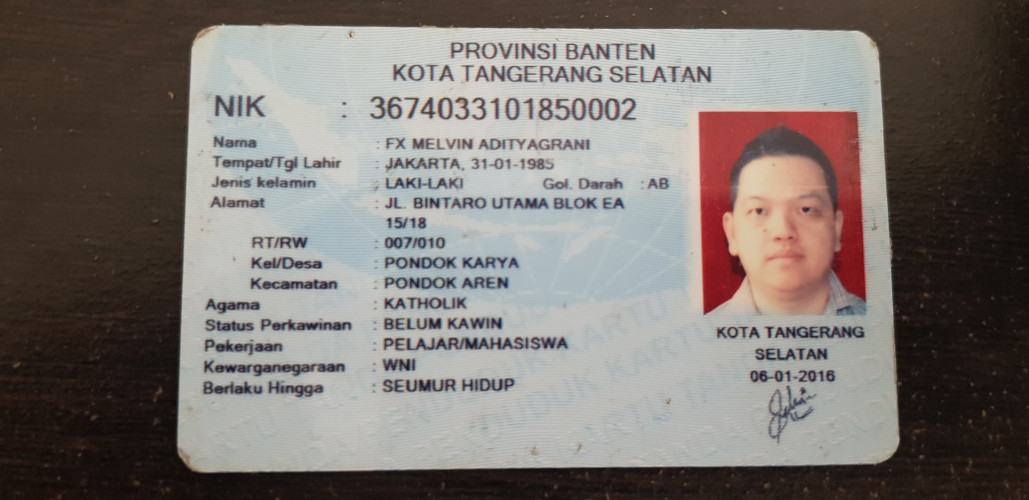 PROVINSI BANTEN
KOTA TANGERANG SELATAN
NIK : 3674033101850002
Nama : FX MELVIN ADITYAGRANI
Tempat/Tgl Lahir : JAKARTA, 31-01-1985
Jenis kelamin : LAKI-LAKI Gol. Darah : AB
Alamat : JL. BINTARO UTAMA BLOK EA
15/18
RT/RW : 007/010
Kel/Desa : PONDOK KARYA
Kecamatan : PONDOK AREN
Agama : KATHOLIK
Status Perkawinan : BELUM KAWIN
Pekerjaan : PELAJAR/MAHASISWA
Kewarganegaraan : WNI
Berlaku Hingga : SEUMUR HIDUP
KOTA TANGERANG
SELATAN
06-01-2016